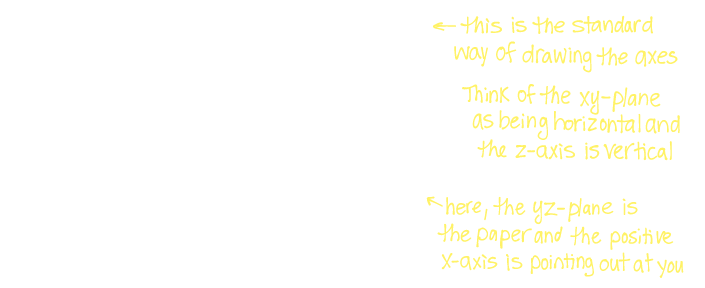 ← this is the standard
way of drawing the axes
Think of the xy-plane
as being horizontal and
the z-axis is vertical
↖ here, the yz-plane is
the paper and the positive
x-axis is pointing out at you